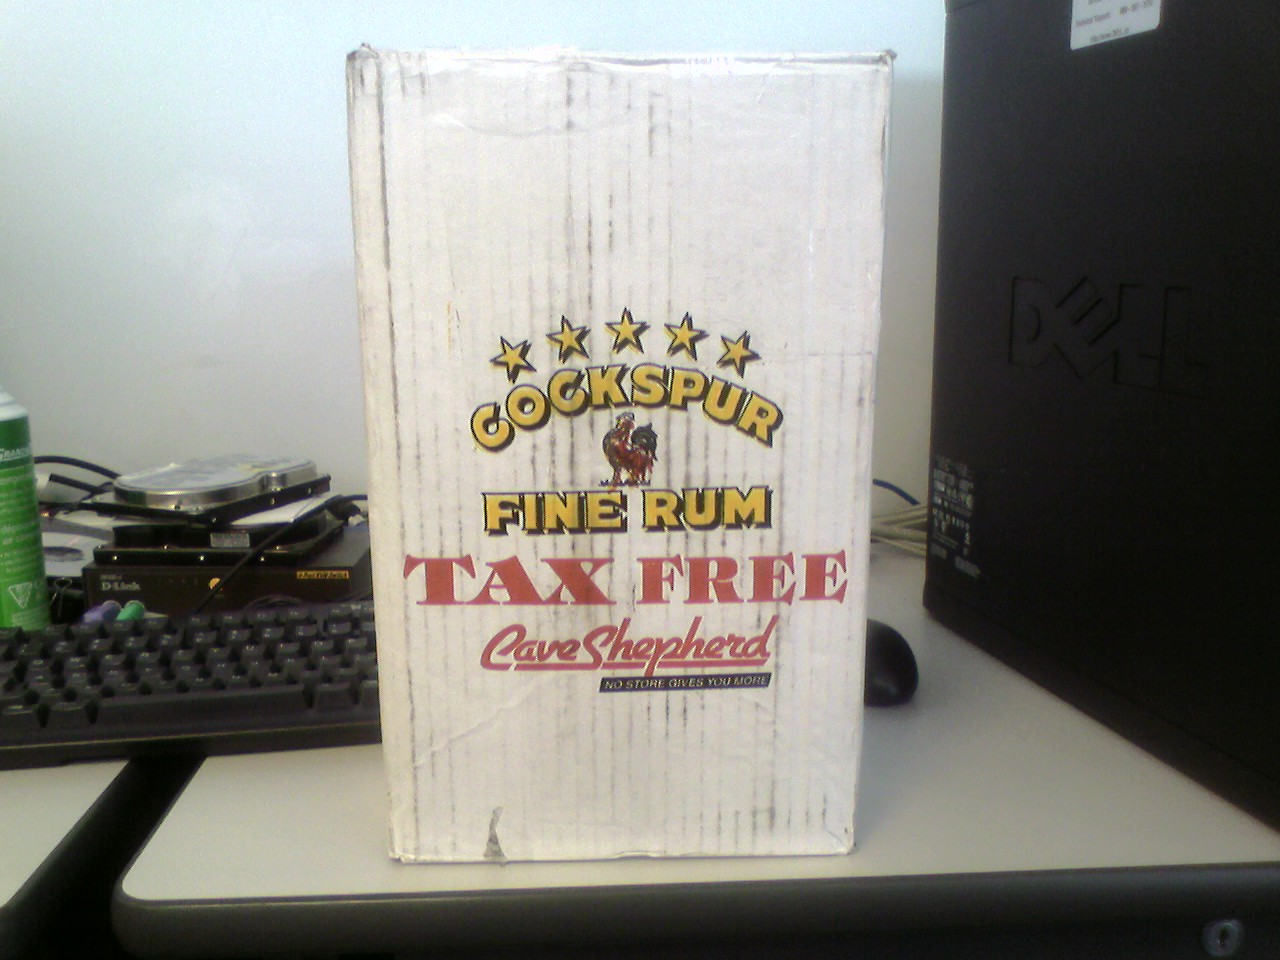 COCKSPUR
FINE RUM
TAX FREE
Cave Shepherd
NO STORE GIVES YOU MORE
DELL
D-Link